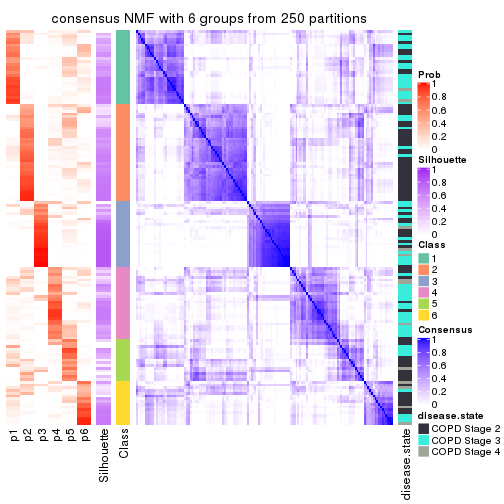 consensus NMF with 6 groups from 250 partitions
Prob
1
0.8
0.6
0.4
0.2
0
Silhouette
1
0.8
0.6
0.4
0.2
0
Class
1
2
3
4
5
6
Consensus
1
0.8
0.6
0.4
0.2
0
disease.state
COPD Stage 2
COPD Stage 3
COPD Stage 4
p1
p2
p3
p4
p5
p6
Silhouette
Class
disease.state